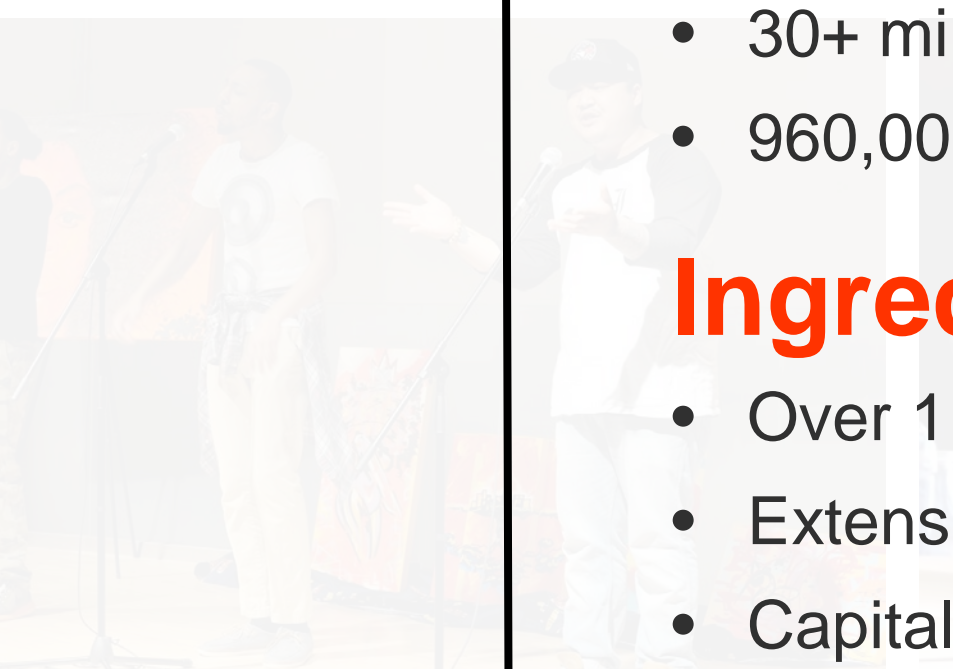 • 30+ mi
• 960,00
Ingred
• Over 1
• Extens
• Capital